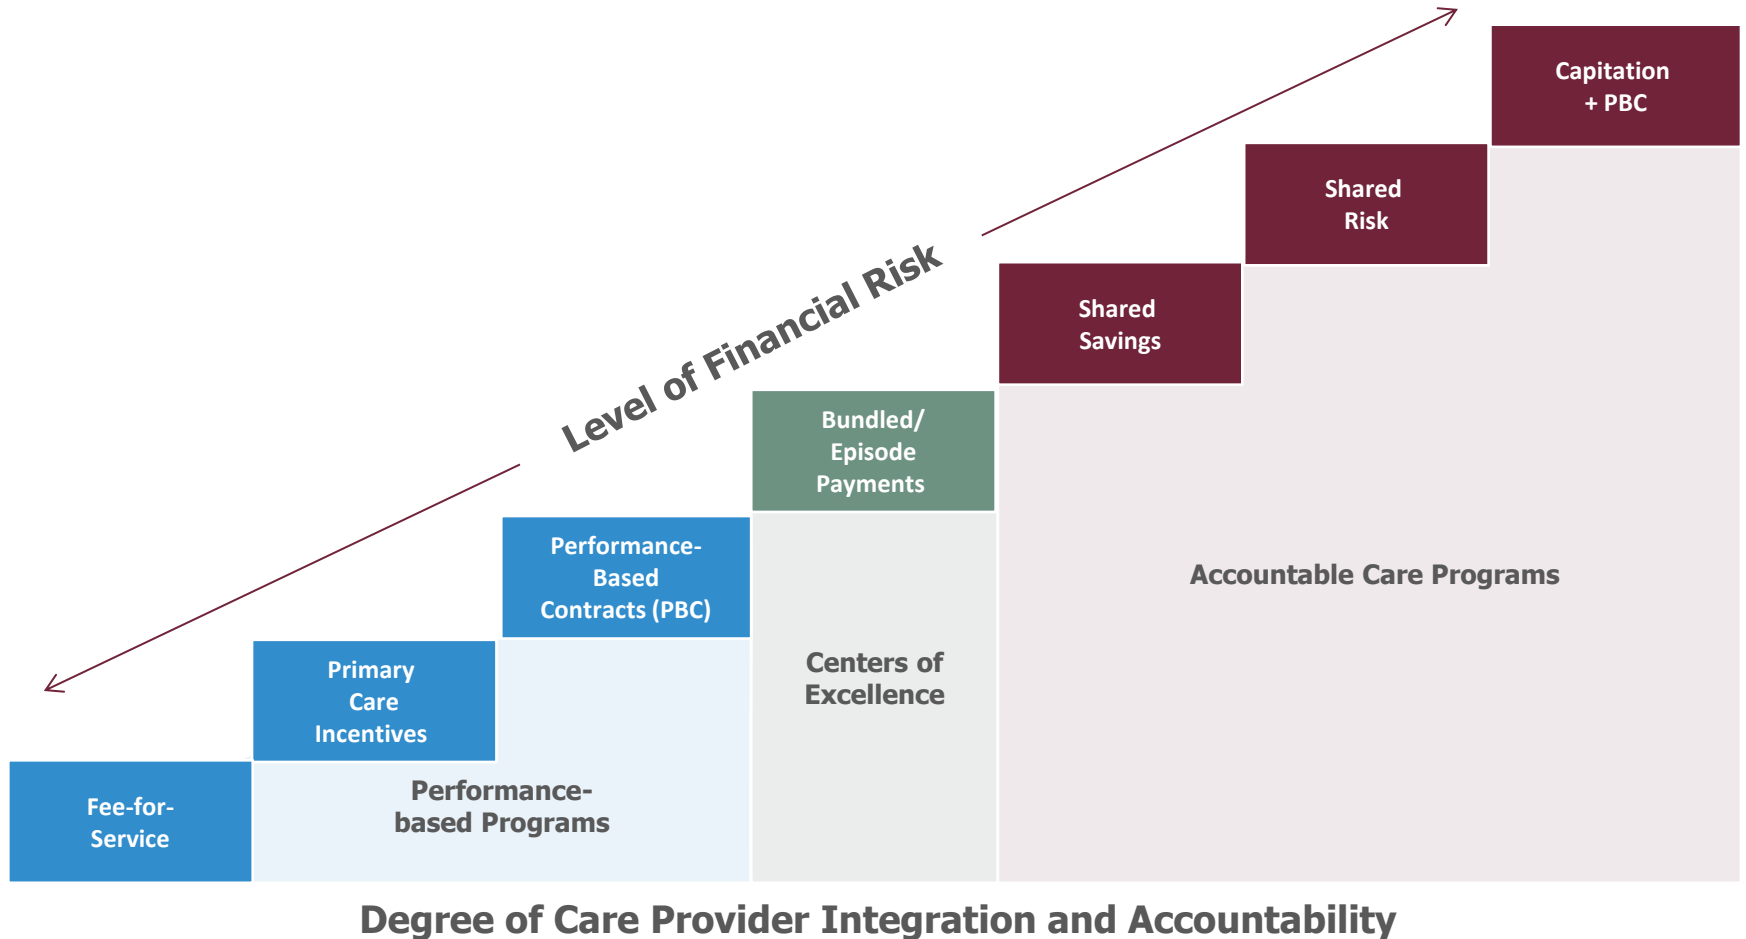 Capitation
+ PBC
Shared
Risk
Shared
Savings
Level of Financial Risk
Bundled/
Episode
Payments
Performance-
Based
Contracts (PBC)
Accountable Care Programs
Primary
Care
Incentives
Centers of
Excellence
Fee-for-
Service
Performance-
based Programs
Degree of Care Provider Integration and Accountability